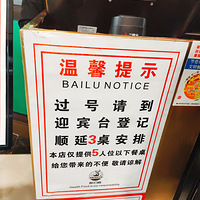 温馨提示
BAILU NOTICE
过号请到
迎宾台登记
顺延3桌安排
本店仅提供5人位以下餐桌
给您带来的不便 敬请谅解